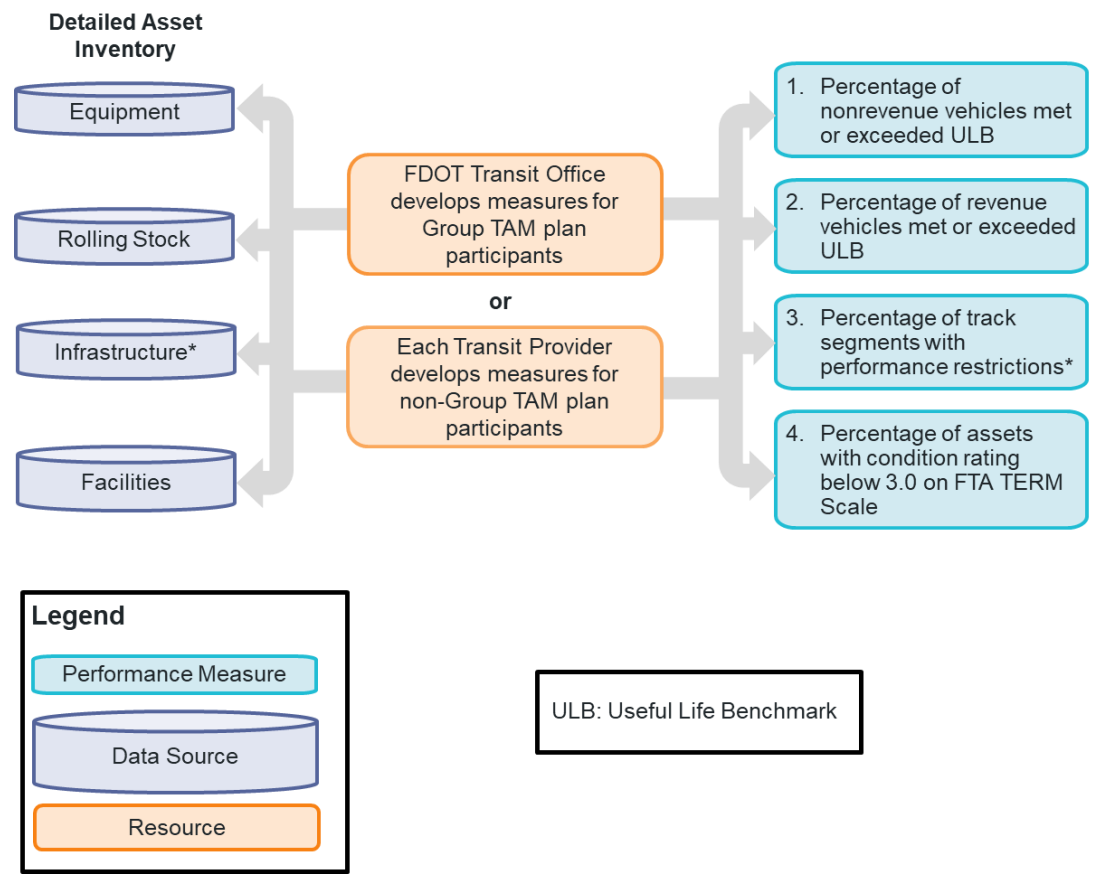 Detailed Asset
Inventory
Equipment
Rolling Stock
Infrastructure*
Facilities
FDOT Transit Office
develops measures for
Group TAM plan
participants
or
Each Transit Provider
develops measures for
non-Group TAM plan
participants
1. Percentage of
nonrevenue vehicles met
or exceeded ULB
2. Percentage of revenue
vehicles met or exceeded
ULB
3. Percentage of track
segments with
performance restrictions*
4. Percentage of assets
with condition rating
below 3.0 on FTA TERM
Scale
Legend
Performance Measure
Data Source
Resource
ULB: Useful Life Benchmark